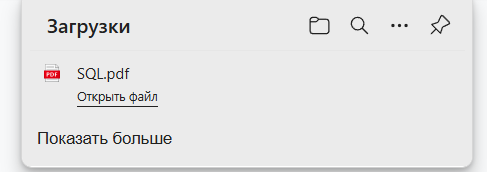 Загрузки
PDF
SQL.pdf
Открыть файл
Показать больше